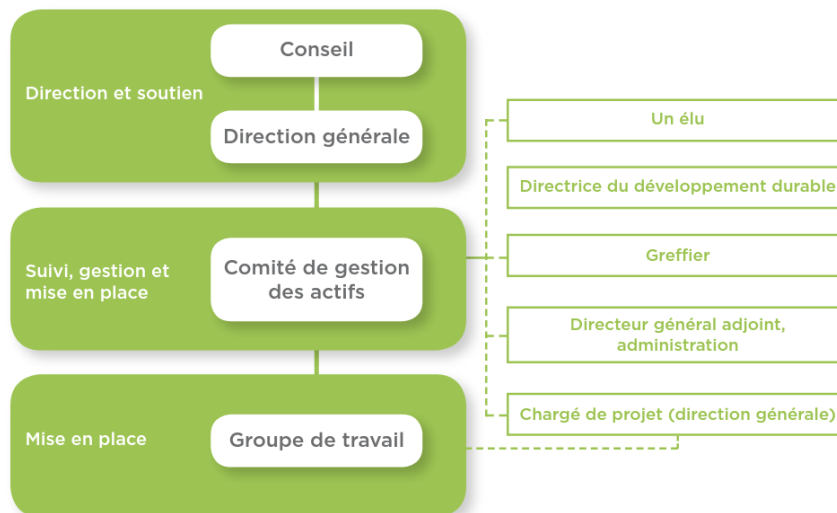 Conseil
Direction et soutien
Direction générale
Suivi, gestion et
mise en place
Comité de gestion
des actifs
Mise en place
Groupe de travail
Un élu
Directrice du développement durable
Greffier
Directeur général adjoint,
administration
Chargé de projet (direction générale)